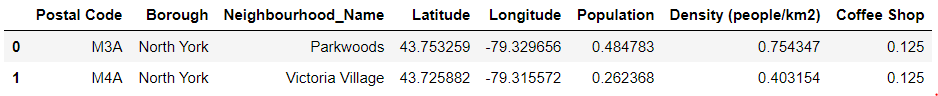 Postal Code Borough Neighbourhood_Name Latitude Longitude Population Density (people/km2) Coffee Shop
0 M3A North York Parkwoods 43.753259 -79.329656 0.484783 0.754347 0.125
1 M4A North York Victoria Village 43.725882 -79.315572 0.262368 0.403154 0.125